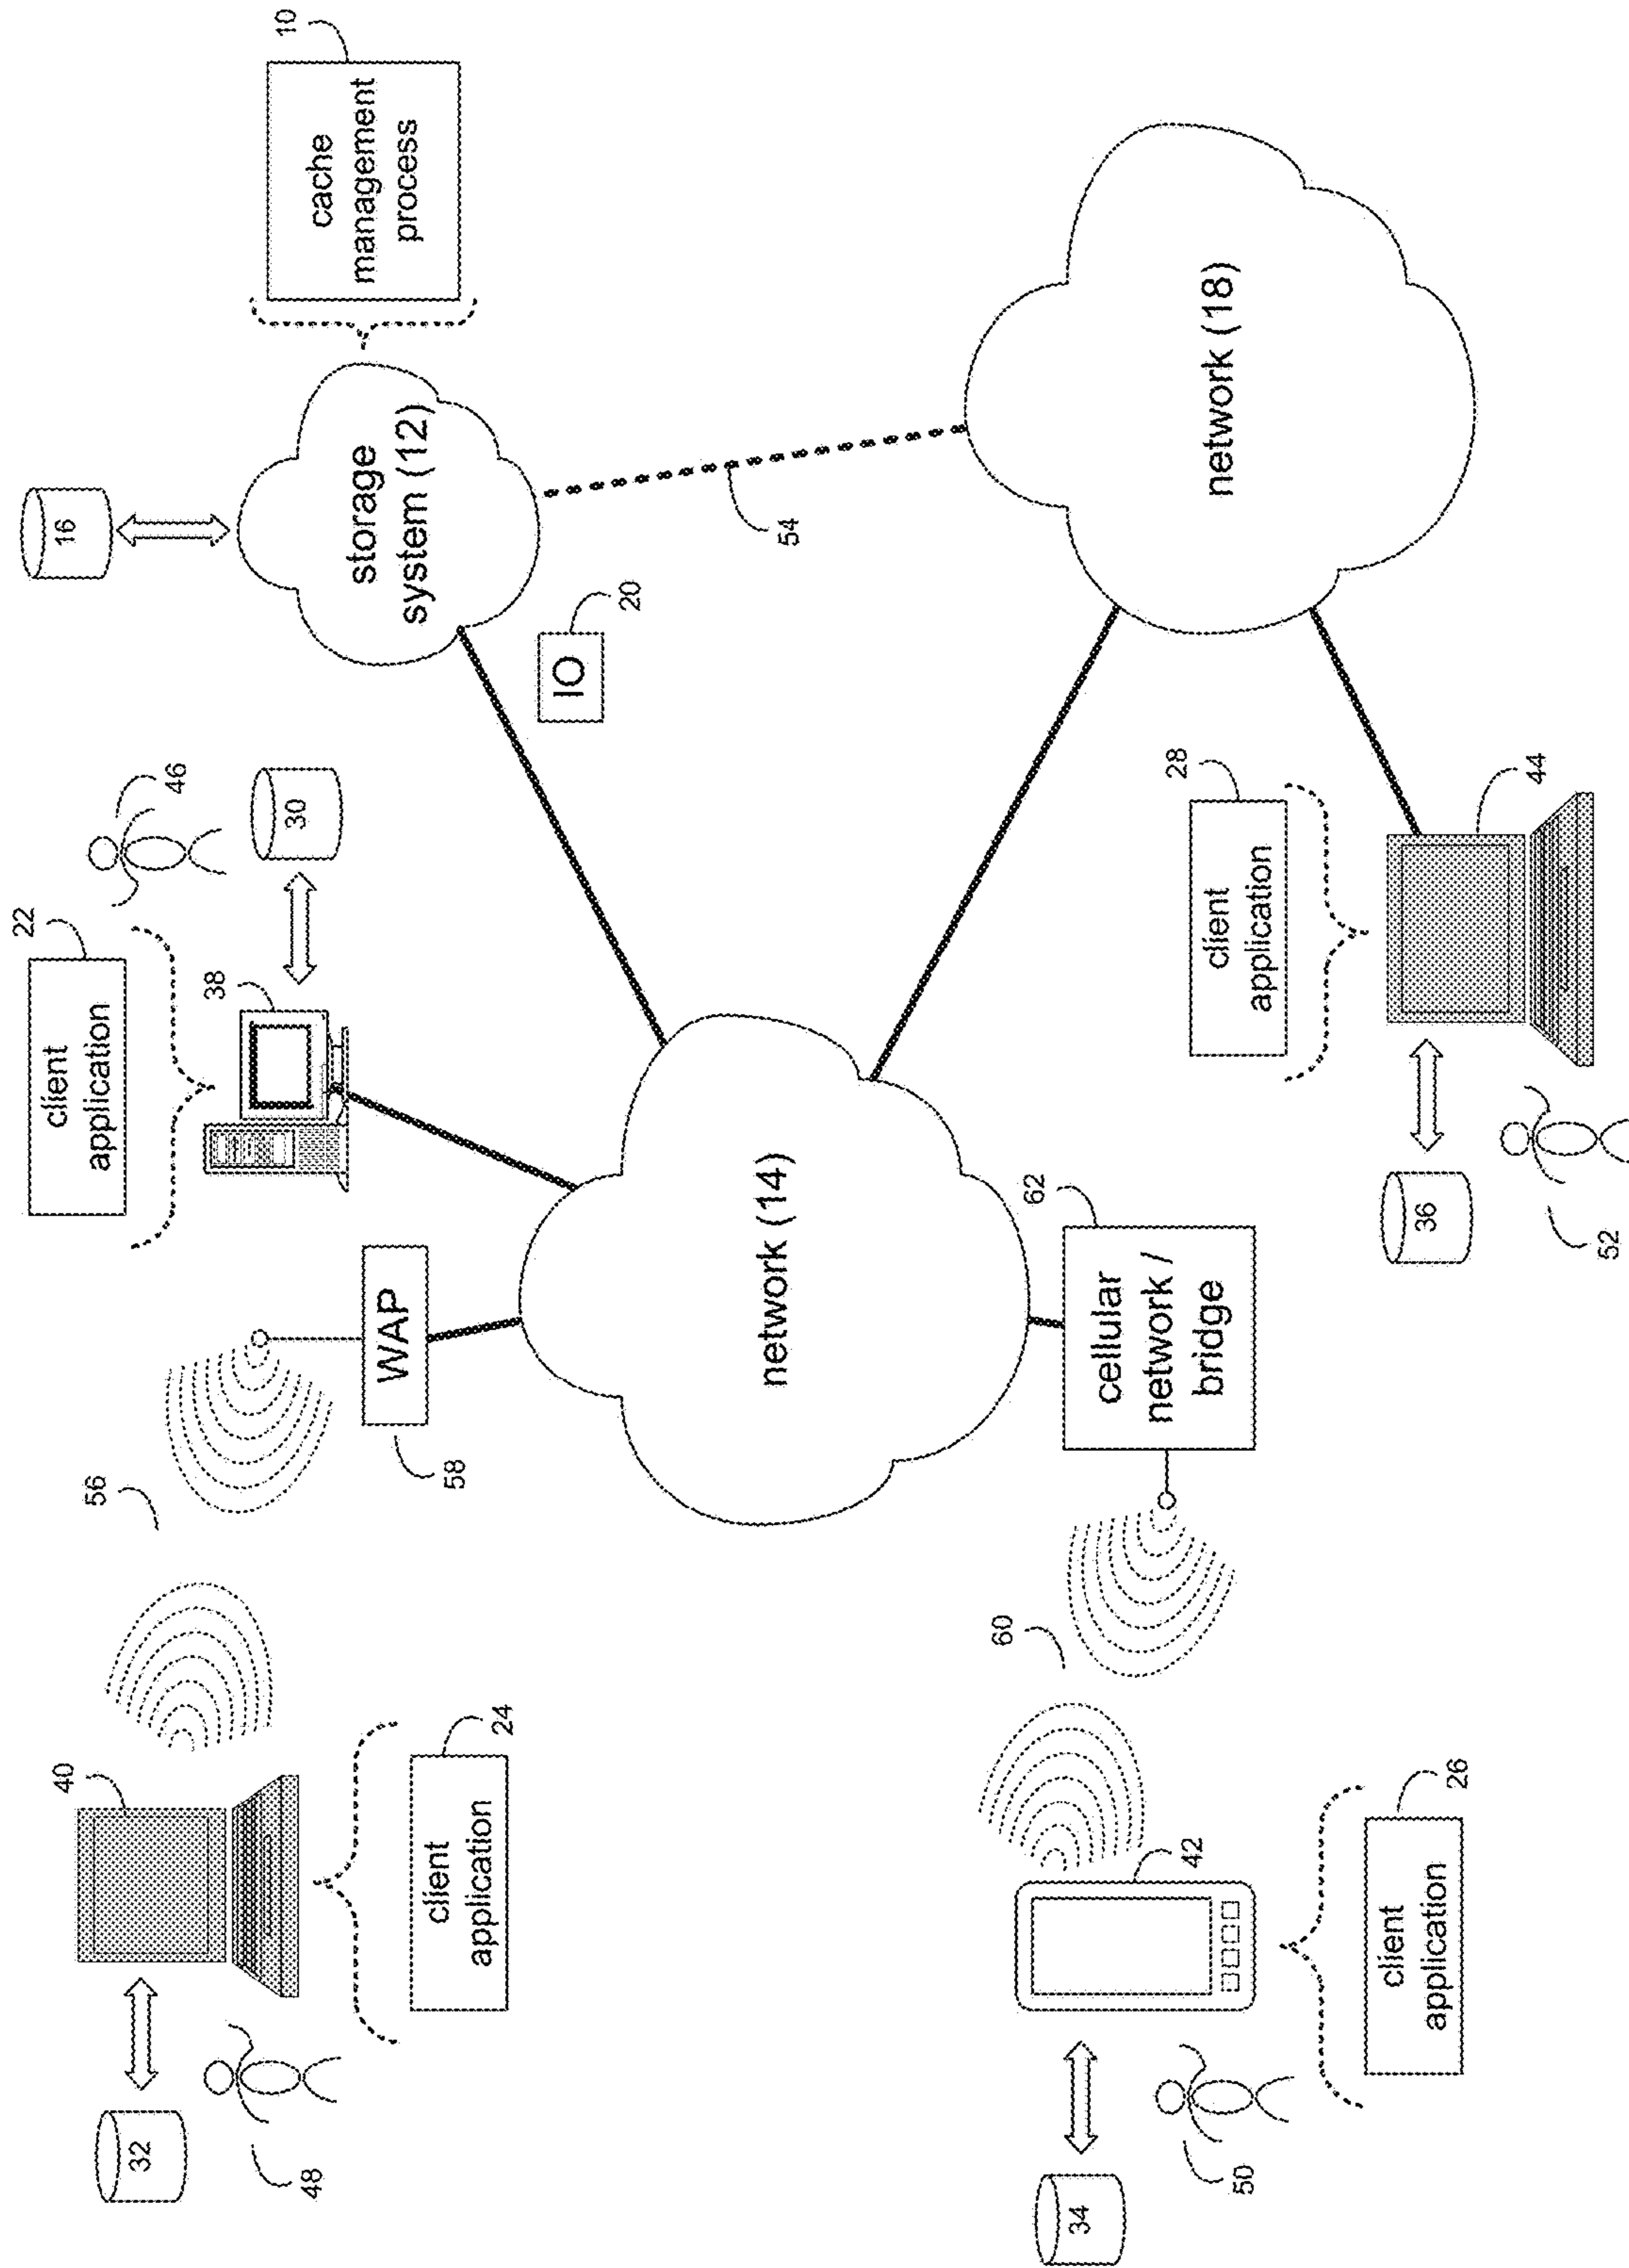 16
10
cache
management
process
storage
system (12)
IO
20
54
network (18)
22
client
application
38
46
30
WAP
58
56
network (14)
40
32
48
24
client
application
cellular
network /
bridge
62
60
42
34
50
26
client
application
28
client
application
44
36
52